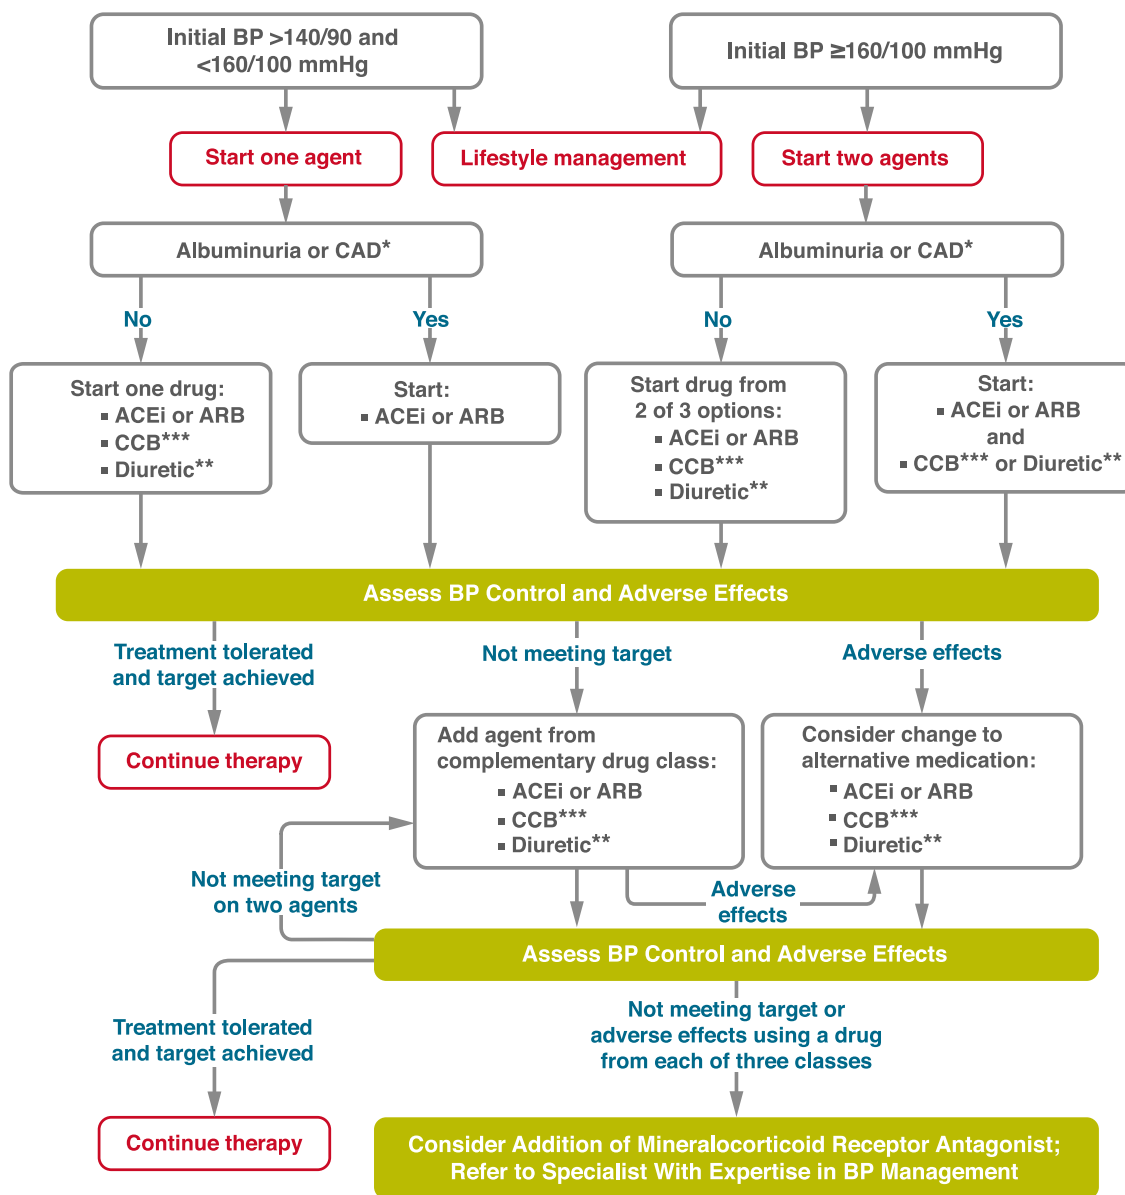 Initial BP >140/90 and
<160/100 mmHg
Initial BP ≥160/100 mmHg
Start one agent
Lifestyle management
Start two agents
Albuminuria or CAD*
Albuminuria or CAD*
No
Yes
No
Yes
Start one drug:
▪ ACEi or ARB
▪ CCB***
▪ Diuretic**
Start:
▪ ACEi or ARB
Start drug from
2 of 3 options:
▪ ACEi or ARB
▪ CCB***
▪ Diuretic**
Start:
▪ ACEi or ARB
and
▪ CCB*** or Diuretic**
Assess BP Control and Adverse Effects
Treatment tolerated
and target achieved
Not meeting target
Adverse effects
Continue therapy
Add agent from
complementary drug class:
▪ ACEi or ARB
▪ CCB***
▪ Diuretic**
Consider change to
alternative medication:
▪ ACEi or ARB
▪ CCB***
▪ Diuretic**
Not meeting target
on two agents
Adverse
effects
Assess BP Control and Adverse Effects
Treatment tolerated
and target achieved
Not meeting target or
adverse effects using a drug
from each of three classes
Continue therapy
Consider Addition of Mineralocorticoid Receptor Antagonist;
Refer to Specialist With Expertise in BP Management